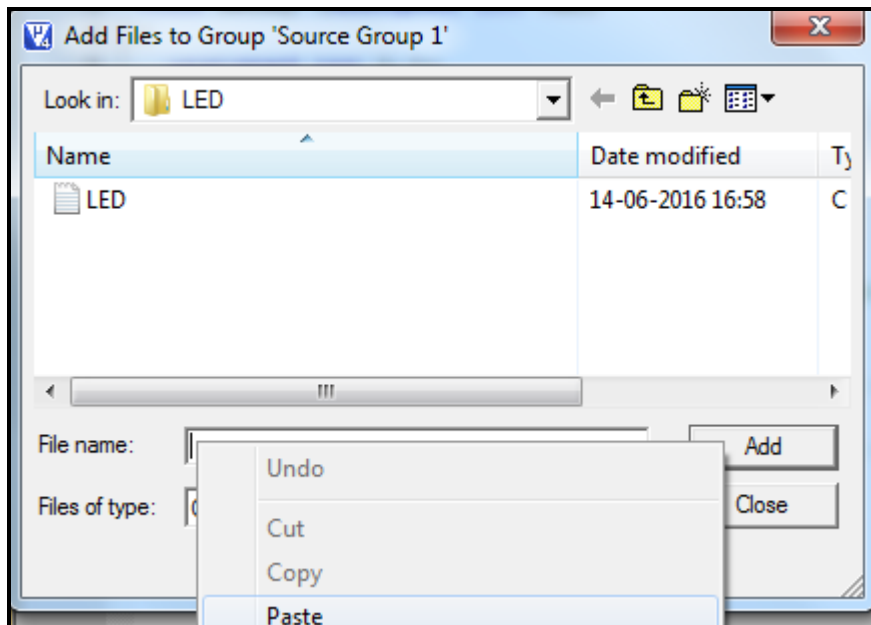 Add Files to Group 'Source Group 1'
Look in: LED
Name Date modified
LED 14-06-2016 16:58 C
File name: Add
Undo
Files of type: Close
Cut
Copy
Paste